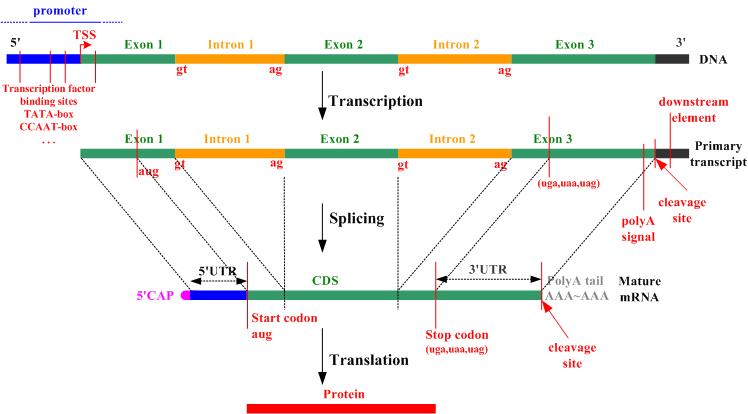 promoter
5'
TSS
Exon 1
Intron 1
Exon 2
Intron 2
Exon 3
3'
DNA
gt
ag
gt
ag
Transcription factor
binding sites
TATA-box
CCAAT-box
...
Transcription
downstream
element
Exon 1
Intron 1
Exon 2
Intron 2
Exon 3
Primary
transcript
aug
gt
ag
gt
ag
(uga,uaa,uag)
cleavage
site
polyA
signal
Splicing
5'UTR
CDS
3'UTR
PolyA tail
AAA~AAA
Mature
mRNA
5'CAP
Start codon
aug
Stop codon
(uga,uaa,uag)
cleavage
site
Translation
Protein